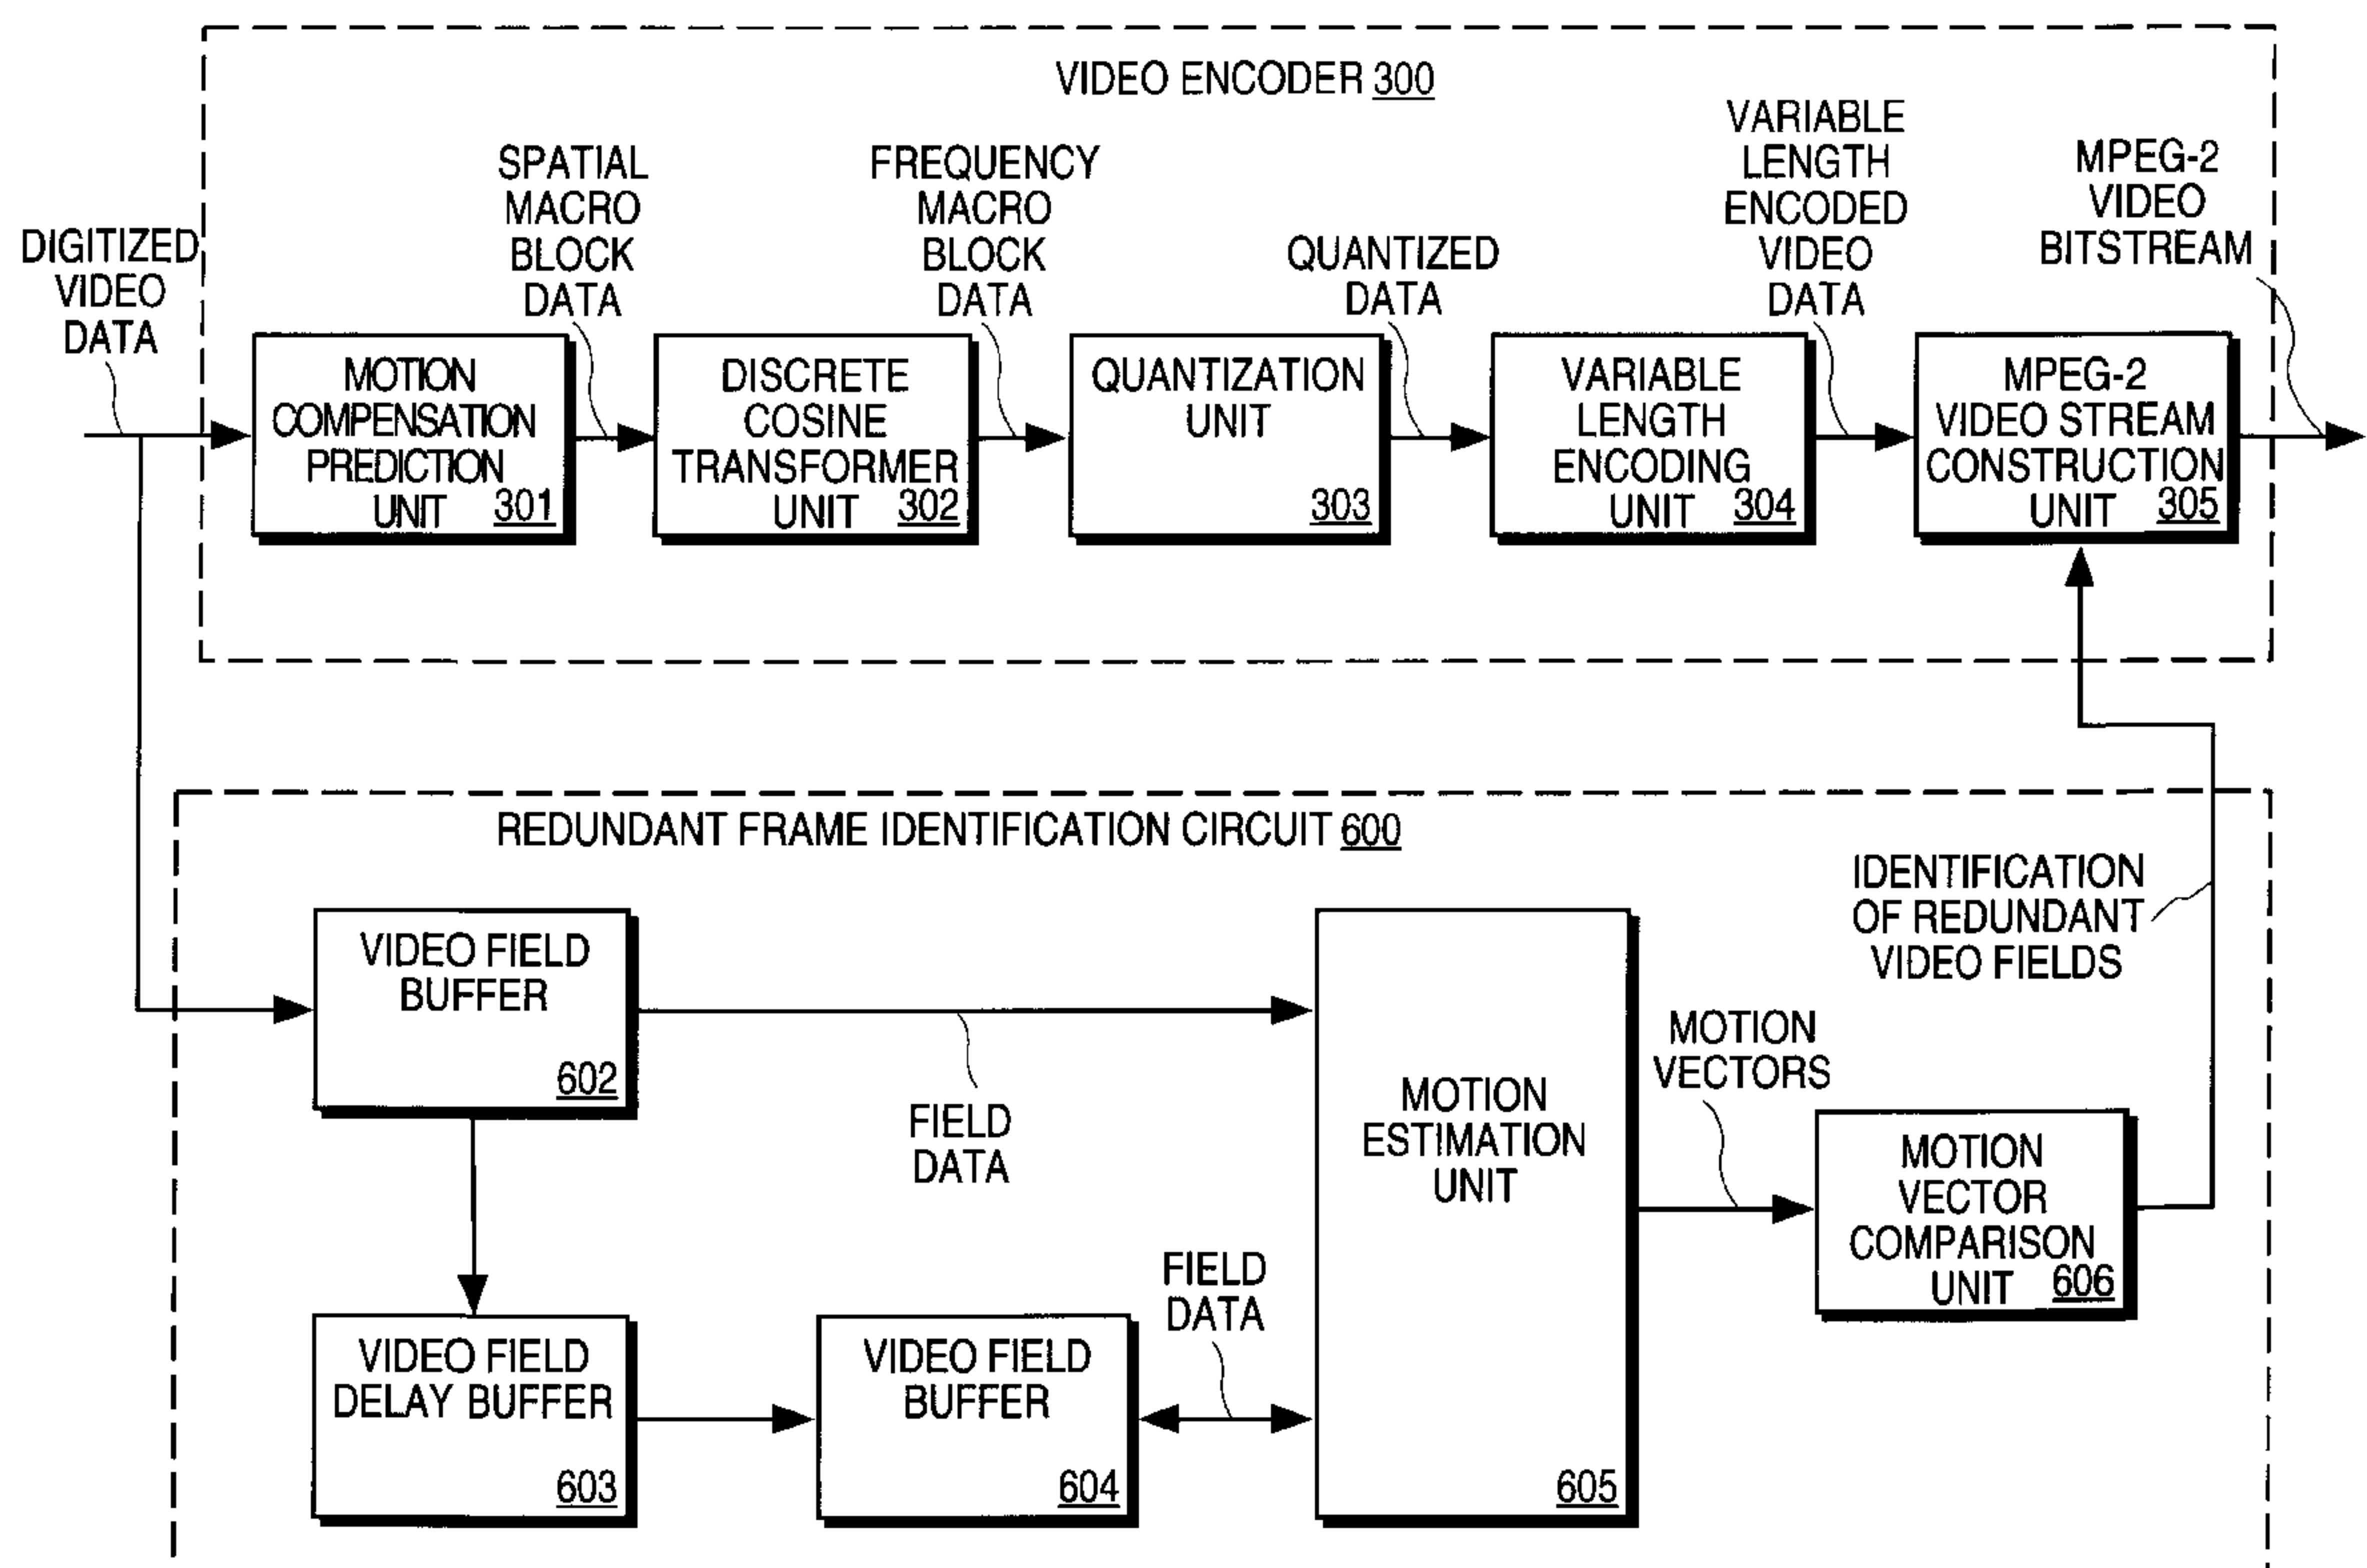 VIDEO ENCODER 300
DIGITIZED
VIDEO
DATA
SPATIAL
MACRO
BLOCK
DATA
FREQUENCY
MACRO
BLOCK
DATA
QUANTIZED
DATA
VARIABLE
LENGTH
ENCODED
VIDEO
DATA
MPEG-2
VIDEO
BITSTREAM
MOTION
COMPENSATION
PREDICTION
UNIT 301
DISCRETE
COSINE
TRANSFORMER
UNIT 302
QUANTIZATION
UNIT
303
VARIABLE
LENGTH
ENCODING
UNIT 304
MPEG-2
VIDEO STREAM
CONSTRUCTION
UNIT 305
REDUNDANT FRAME IDENTIFICATION CIRCUIT 600
IDENTIFICATION
OF REDUNDANT
VIDEO FIELDS
VIDEO FIELD
BUFFER
602
FIELD
DATA
MOTION
ESTIMATION
UNIT
605
MOTION
VECTORS
MOTION
VECTOR
COMPARISON
UNIT 606
VIDEO FIELD
DELAY BUFFER
603
VIDEO FIELD
BUFFER
604
FIELD
DATA